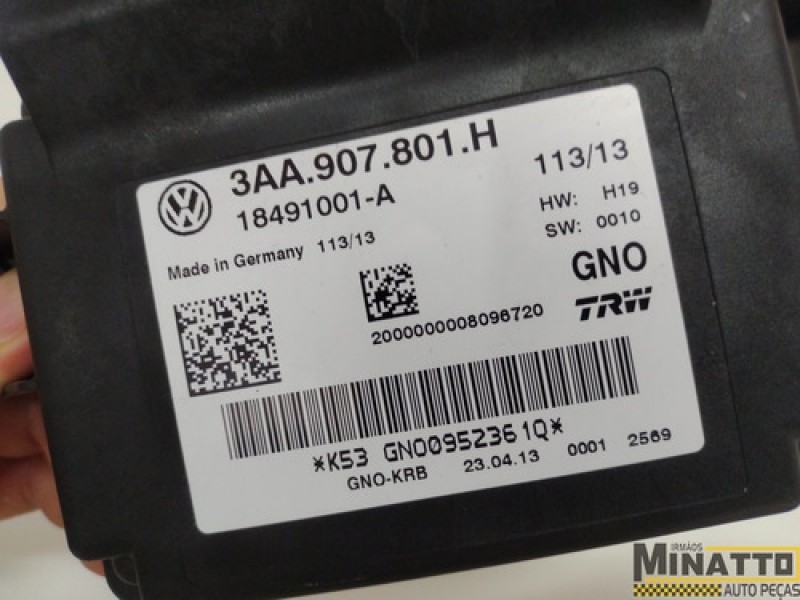 3AA.907.801.H
113/13
18491001-A
HW: H19
SW: 0010
Made in Germany 113/13
GNO
TRW
2000000008096720
*K53 GNO0952361Q*
GNO-KRB 23.04.13 0001 2569
IRMÃOS
MINATTO
AUTO PEÇAS